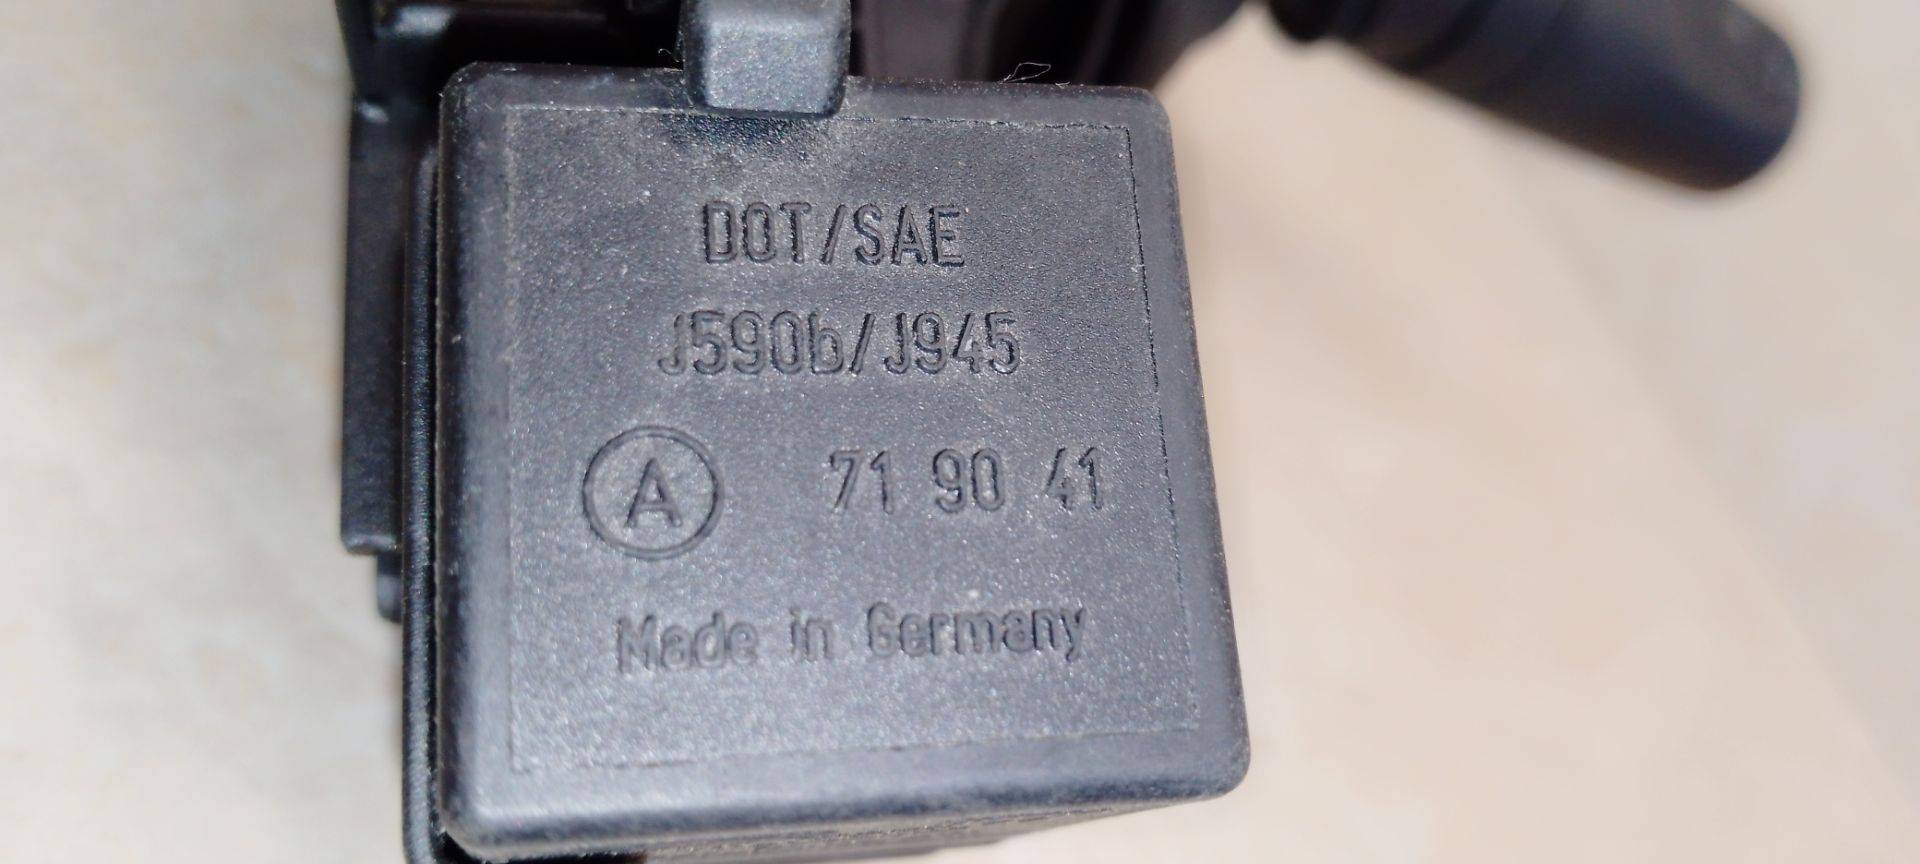 DOT/SAE
J590b/J945
A 71 90 41
Made in Germany